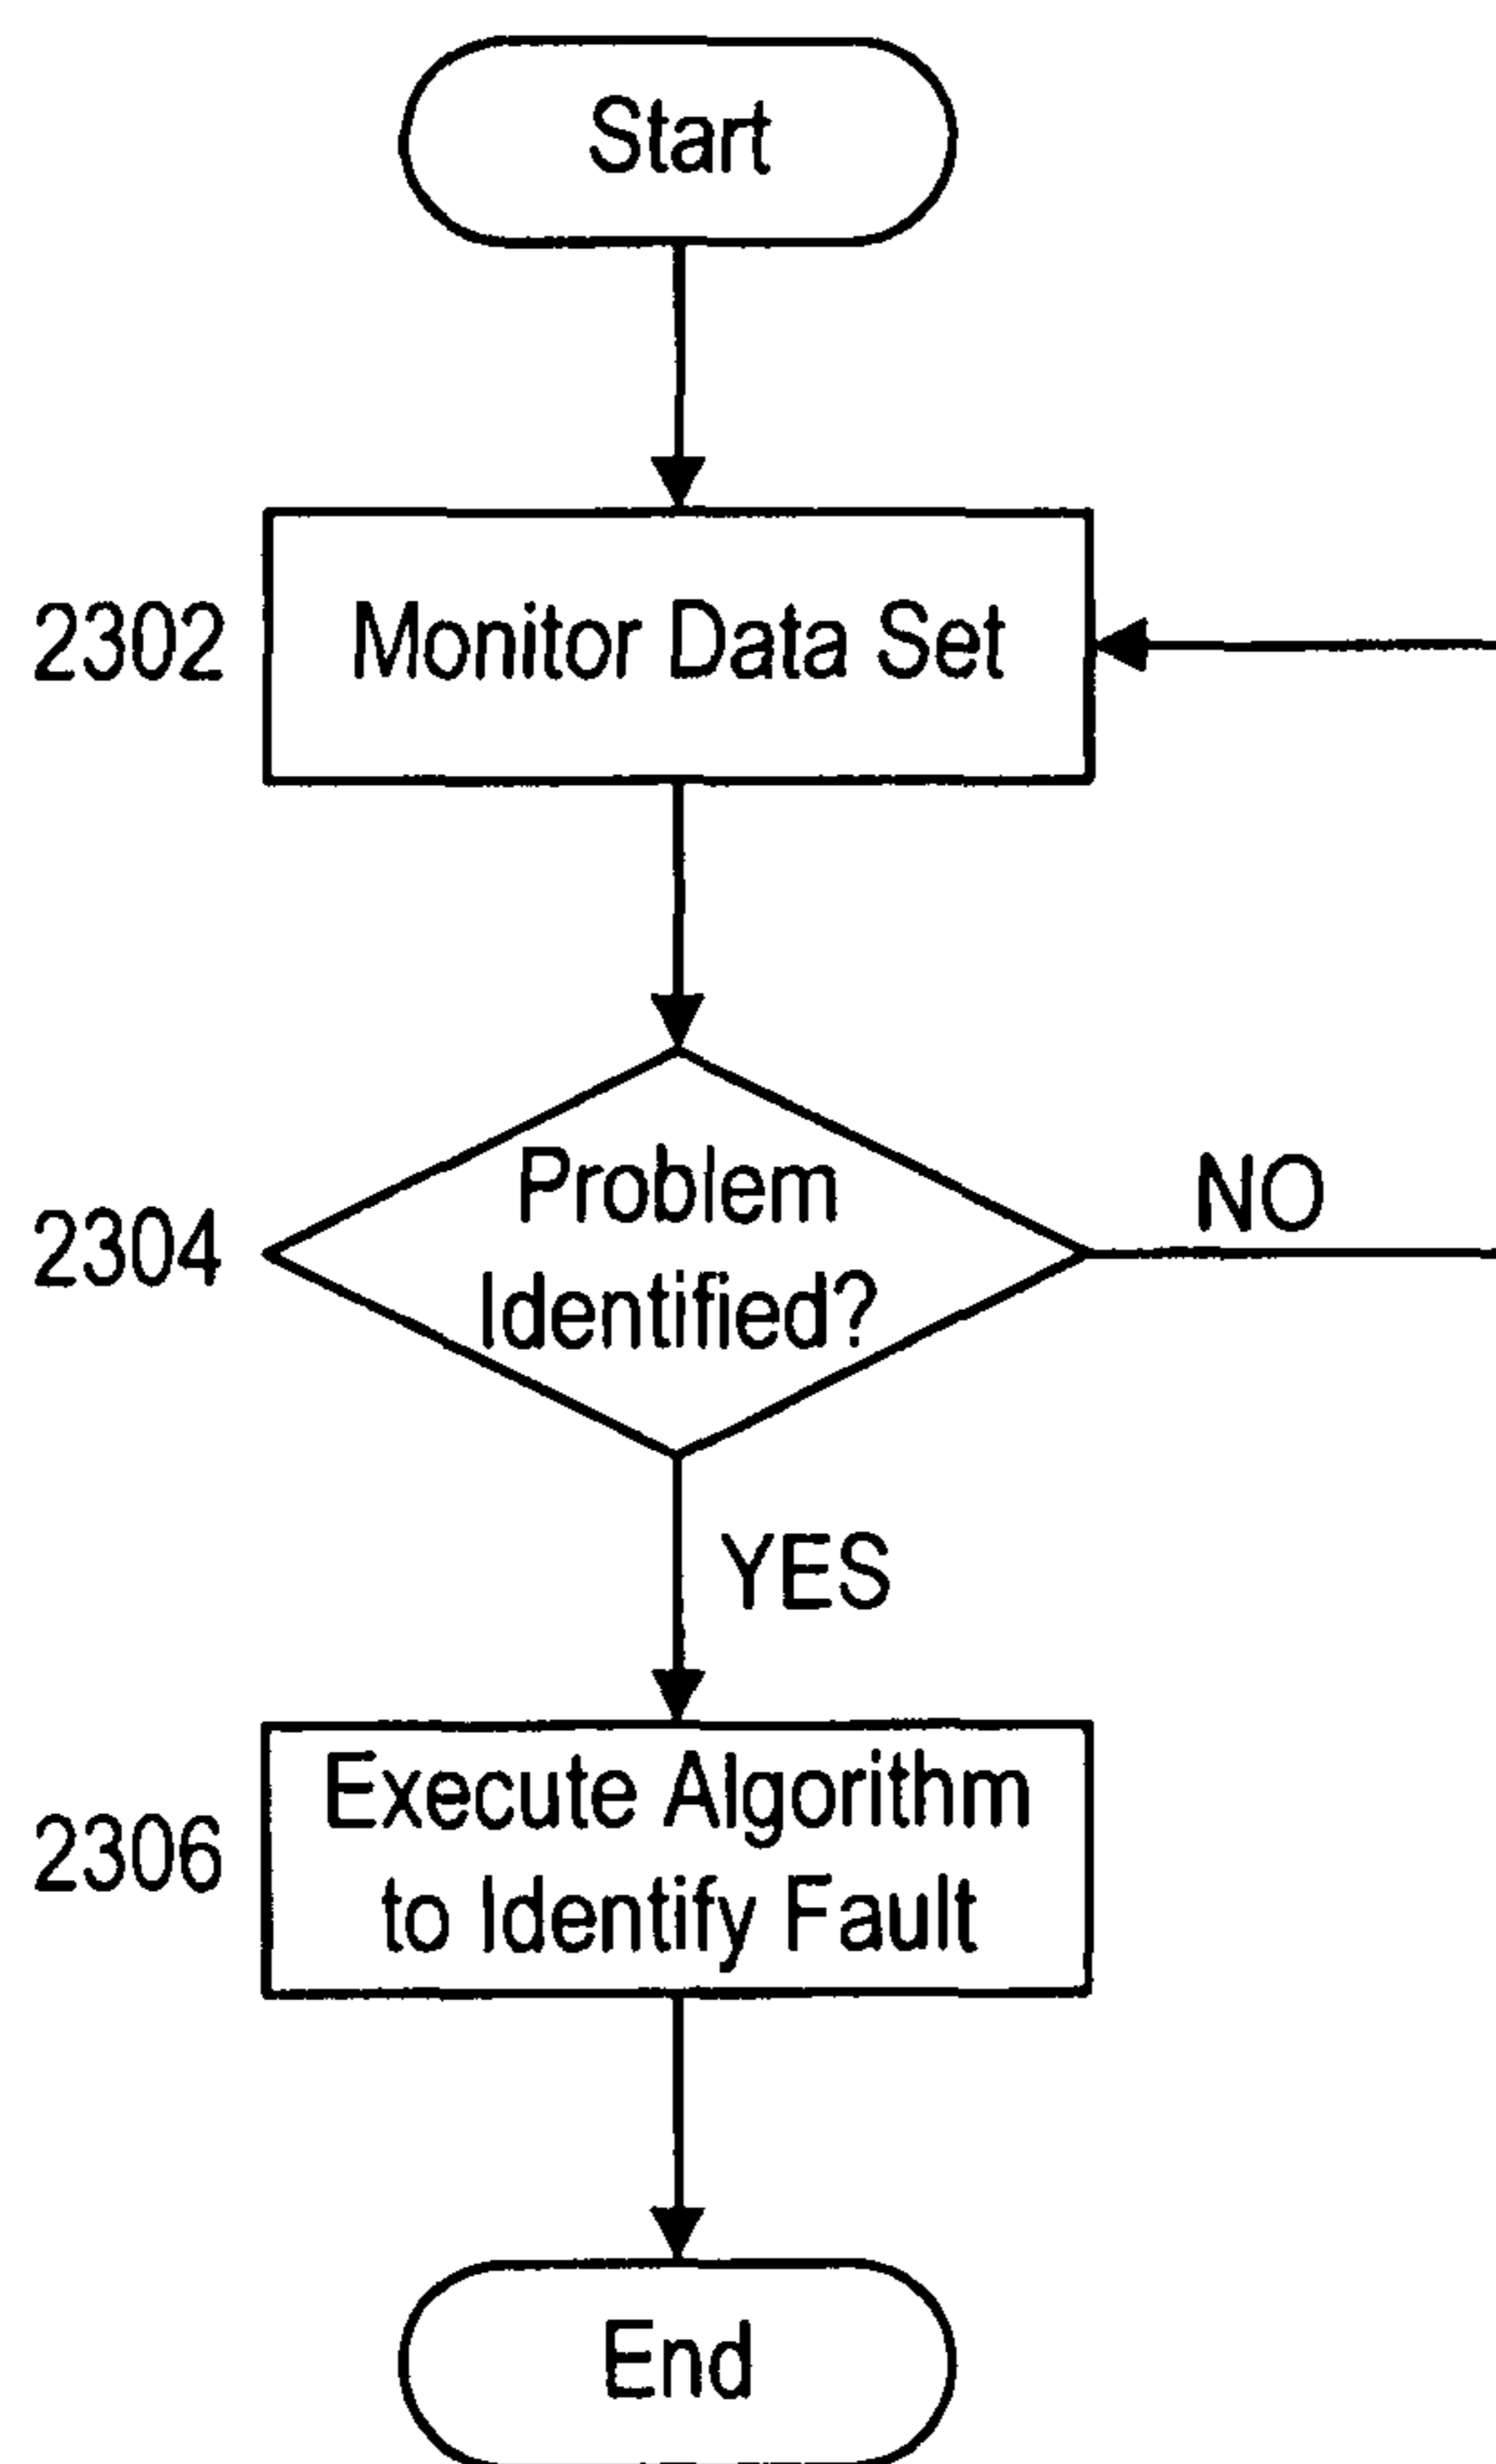 Start
2302
Monitor Data Set
2304
Problem
Identified?
NO
YES
2306
Execute Algorithm
to Identify Fault
End